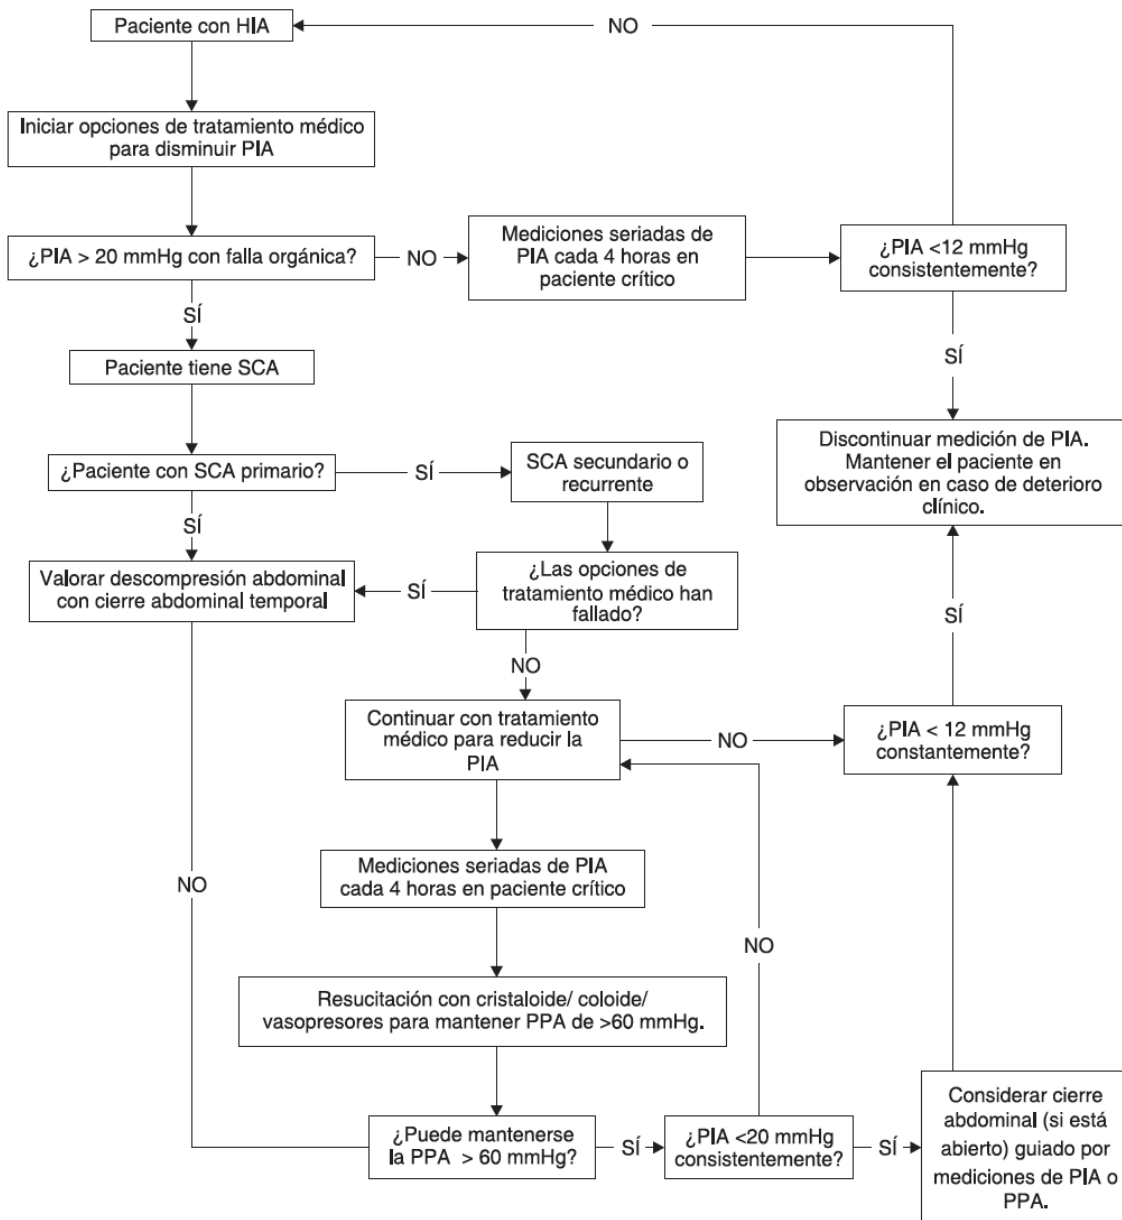 Paciente con HIA
NO
Iniciar opciones de tratamiento médico
para disminuir PIA
¿PIA > 20 mmHg con falla orgánica?
NO
Mediciones seriadas de
PIA cada 4 horas en
paciente crítico
¿PIA <12 mmHg
consistentemente?
SÍ
SÍ
Paciente tiene SCA
Discontinuar medición de PIA.
Mantener el paciente en
observación en caso de deterioro
clínico.
¿Paciente con SCA primario?
SÍ
SCA secundario o
recurrente
SÍ
Valorar descompresión abdominal
con cierre abdominal temporal
SÍ
¿Las opciones de
tratamiento médico han
fallado?
SÍ
NO
Continuar con tratamiento
médico para reducir la
PIA
NO
¿PIA < 12 mmHg
constantemente?
Mediciones seriadas de PIA
cada 4 horas en paciente crítico
NO
NO
Resucitación con cristaloide/ coloide/
vasopresores para mantener PPA de >60 mmHg.
¿Puede mantenerse
la PPA > 60 mmHg?
SÍ
¿PIA <20 mmHg
consistentemente?
SÍ
Considerar cierre
abdominal (si está
abierto) guiado por
mediciones de PIA o
PPA.